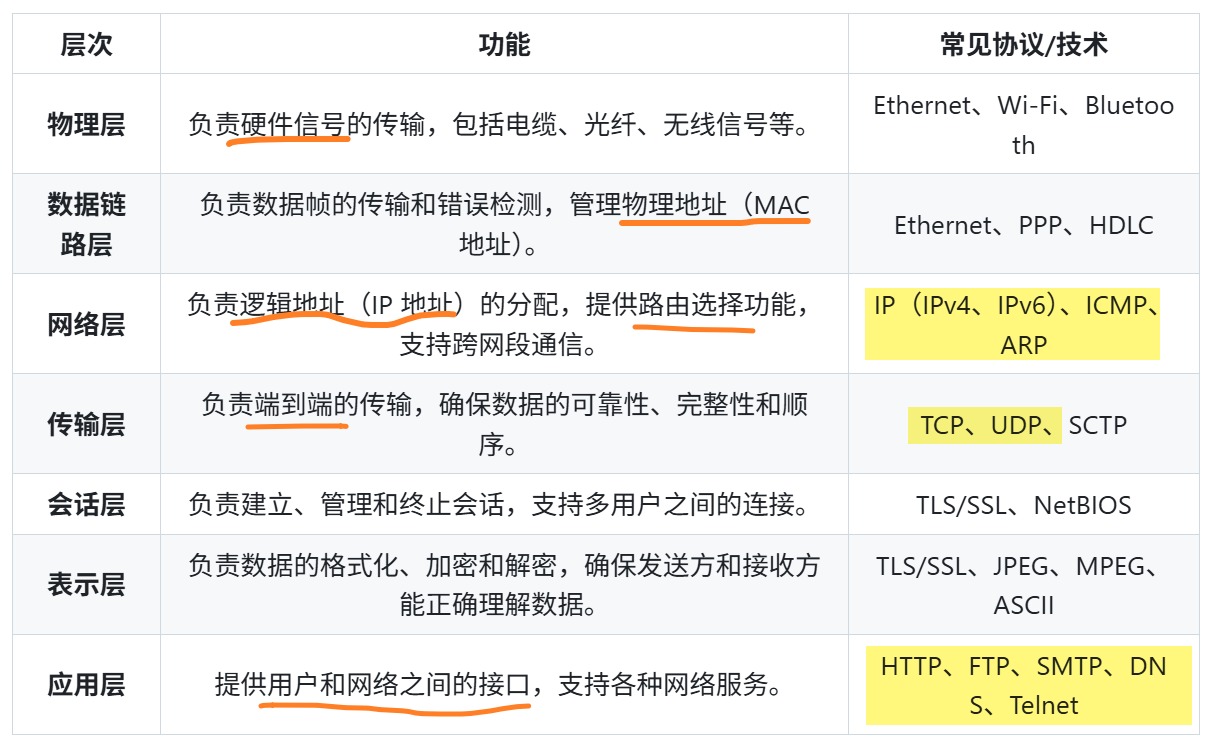 层次
功能
常见协议/技术
物理层
负责硬件信号的传输，包括电缆、光纤、无线信号等。
Ethernet、Wi-Fi、Bluetoo
th
数据链
路层
负责数据帧的传输和错误检测，管理物理地址（MAC
地址）。
Ethernet、PPP、HDLC
网络层
负责逻辑地址（IP 地址）的分配，提供路由选择功能，
支持跨网段通信。
IP（IPv4、IPv6）、ICMP、
ARP
传输层
负责端到端的传输，确保数据的可靠性、完整性和顺
序。
TCP、UDP、SCTP
会话层
负责建立、管理和终止会话，支持多用户之间的连接。
TLS/SSL、NetBIOS
表示层
负责数据的格式化、加密和解密，确保发送方和接收方
能正确理解数据。
TLS/SSL、JPEG、MPEG、
ASCII
应用层
提供用户和网络之间的接口，支持各种网络服务。
HTTP、FTP、SMTP、DN
S、Telnet